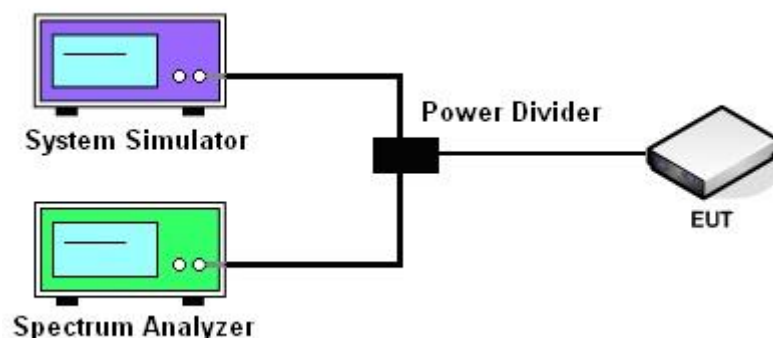 System Simulator
Power Divider
EUT
Spectrum Analyzer